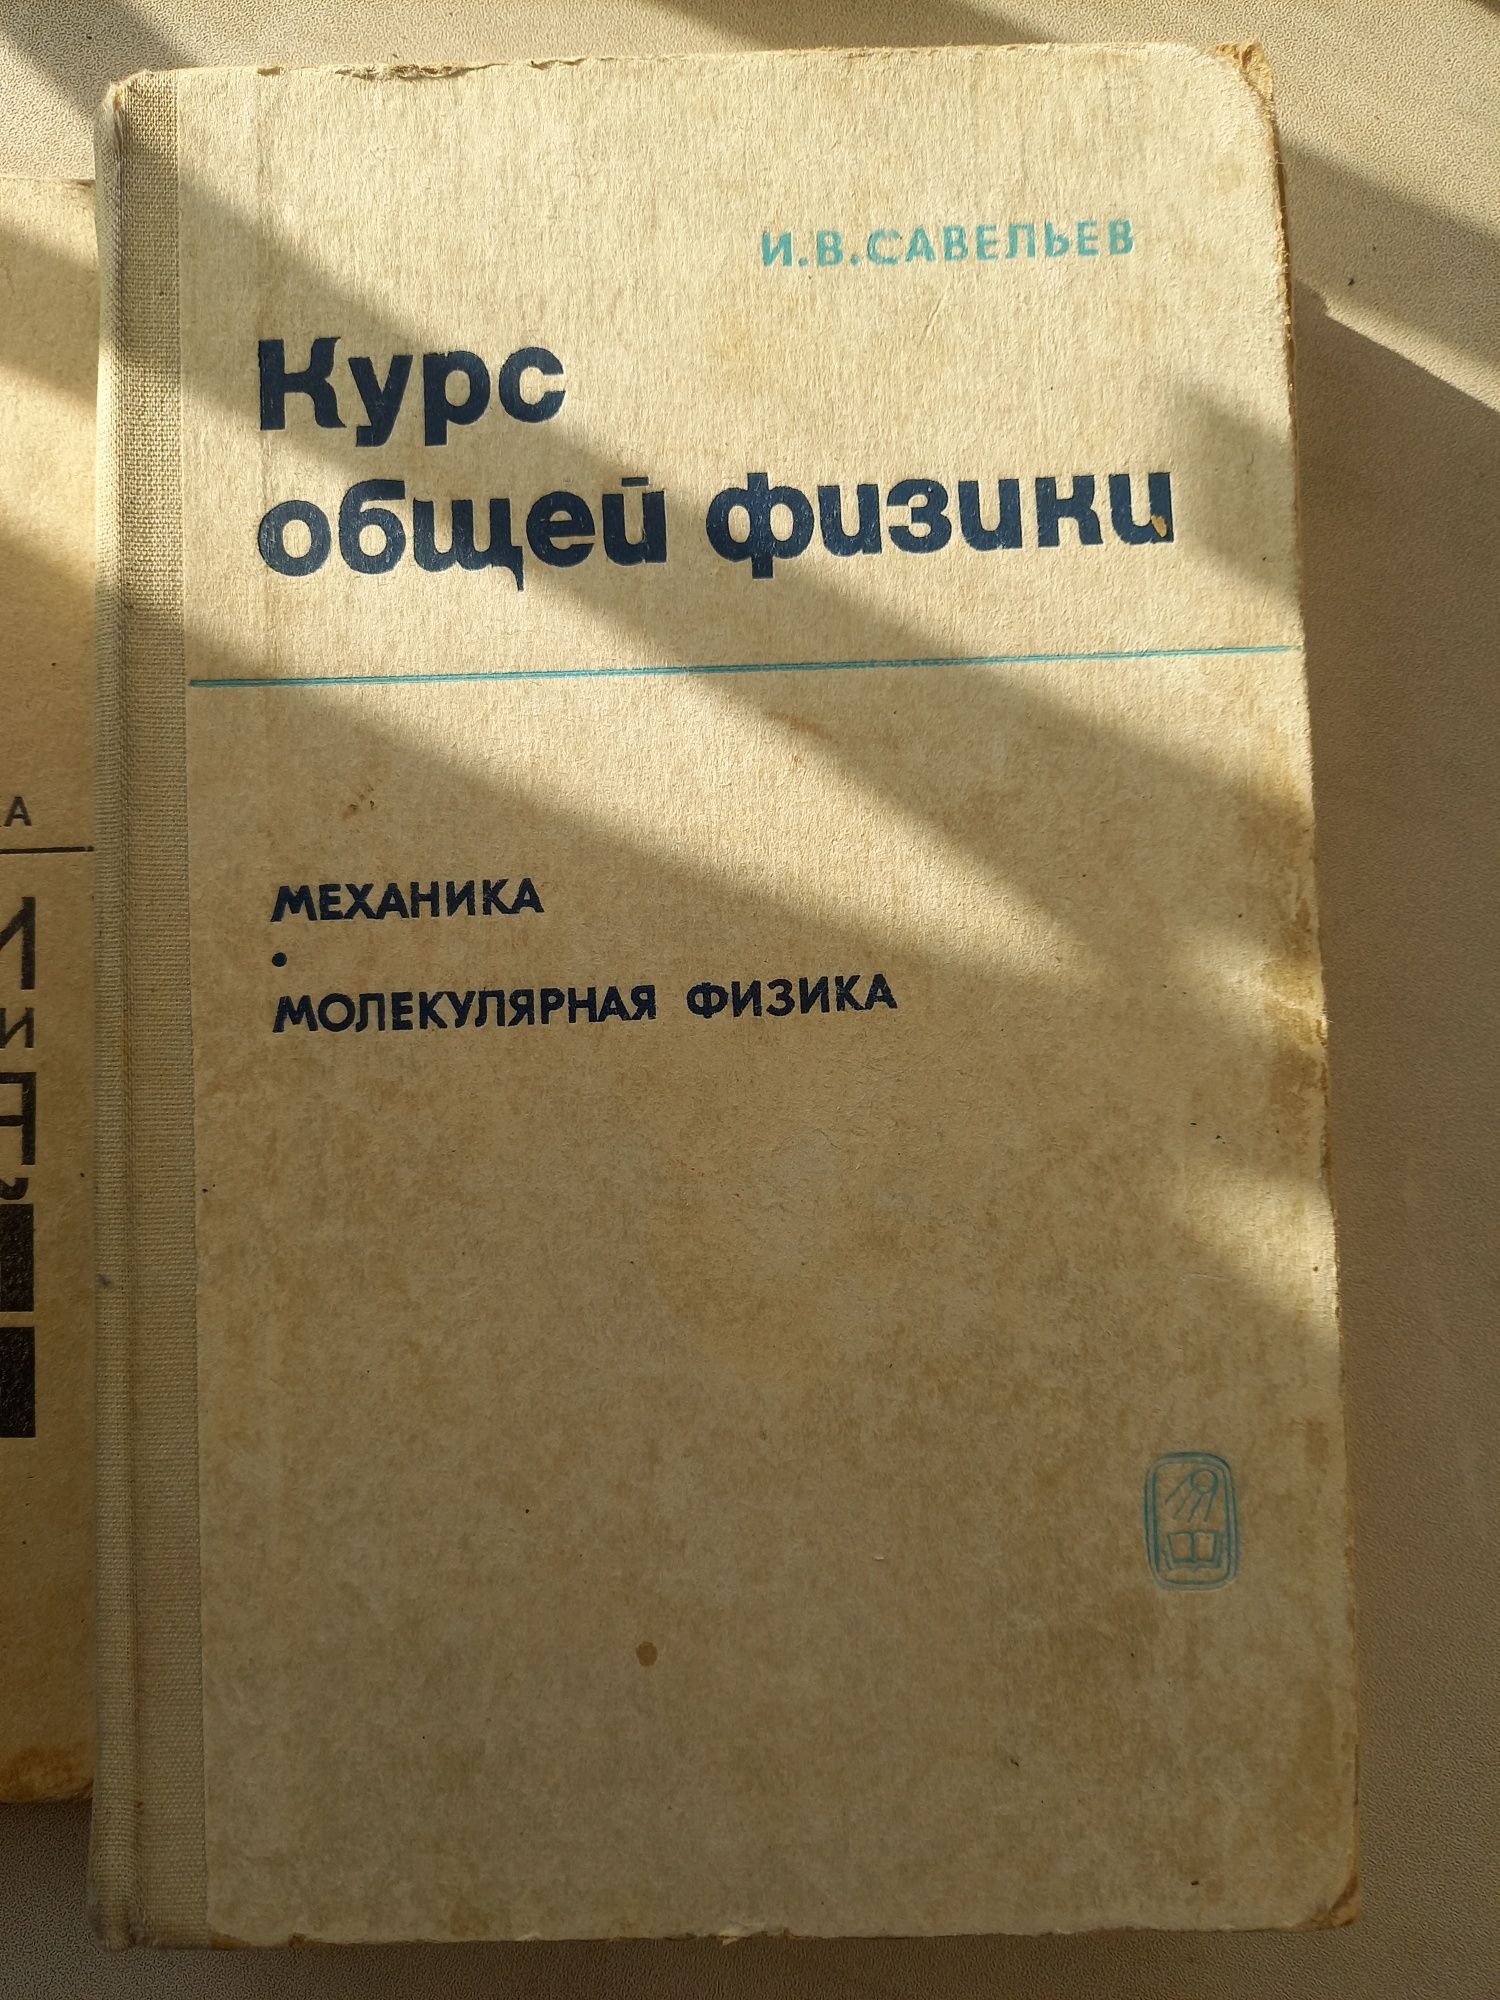 И.В.САВЕЛЬЕВ
Курс
общей физики
МЕХАНИКА
•
МОЛЕКУЛЯРНАЯ ФИЗИКА